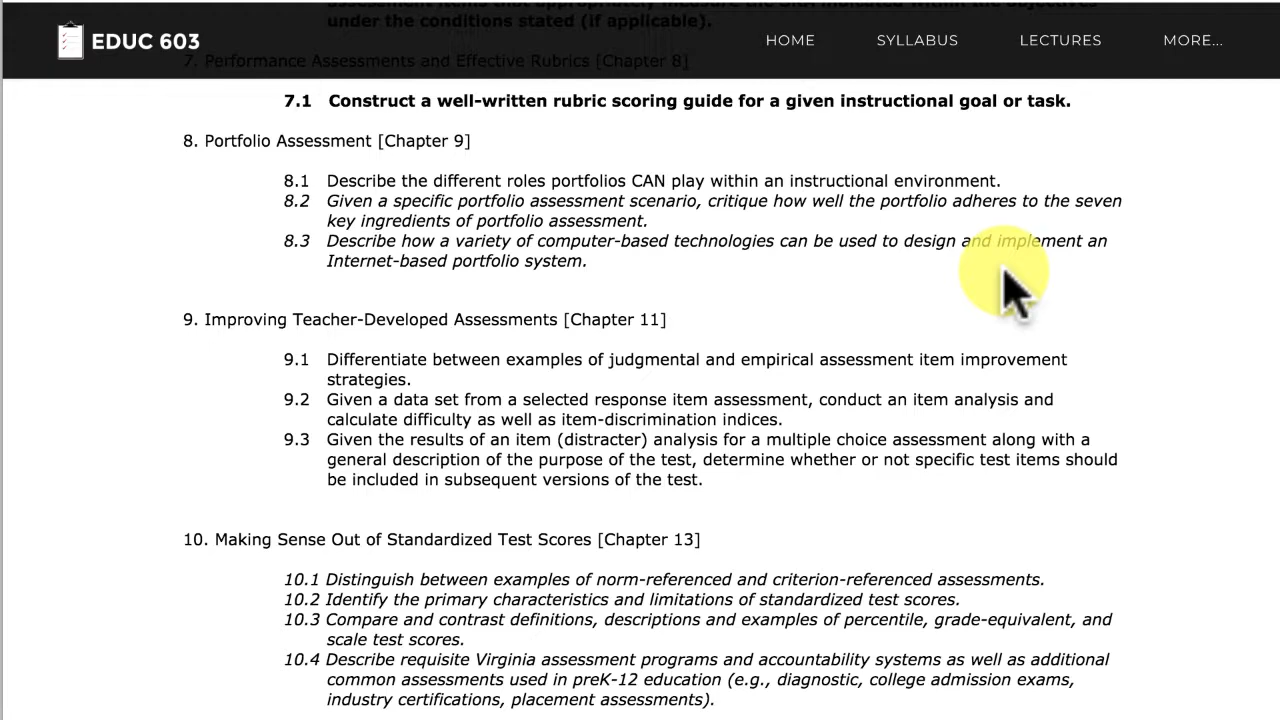 assessment items that appropriately measure the skill indicated within the objectives
under the conditions stated (if applicable).
EDUC 603
HOME
SYLLABUS
LECTURES
MORE...
7. Performance Assessments and Effective Rubrics [Chapter 8]
7.1 Construct a well-written rubric scoring guide for a given instructional goal or task.
8. Portfolio Assessment [Chapter 9]
8.1 Describe the different roles portfolios CAN play within an instructional environment.
8.2 Given a specific portfolio assessment scenario, critique how well the portfolio adheres to the seven
key ingredients of portfolio assessment.
8.3 Describe how a variety of computer-based technologies can be used to design and implement an
Internet-based portfolio system.
9. Improving Teacher-Developed Assessments [Chapter 11]
9.1 Differentiate between examples of judgmental and empirical assessment item improvement
strategies.
9.2 Given a data set from a selected response item assessment, conduct an item analysis and
calculate difficulty as well as item-discrimination indices.
9.3 Given the results of an item (distracter) analysis for a multiple choice assessment along with a
general description of the purpose of the test, determine whether or not specific test items should
be included in subsequent versions of the test.
10. Making Sense Out of Standardized Test Scores [Chapter 13]
10.1 Distinguish between examples of norm-referenced and criterion-referenced assessments.
10.2 Identify the primary characteristics and limitations of standardized test scores.
10.3 Compare and contrast definitions, descriptions and examples of percentile, grade-equivalent, and
scale test scores.
10.4 Describe requisite Virginia assessment programs and accountability systems as well as additional
common assessments used in preK-12 education (e.g., diagnostic, college admission exams,
industry certifications, placement assessments).